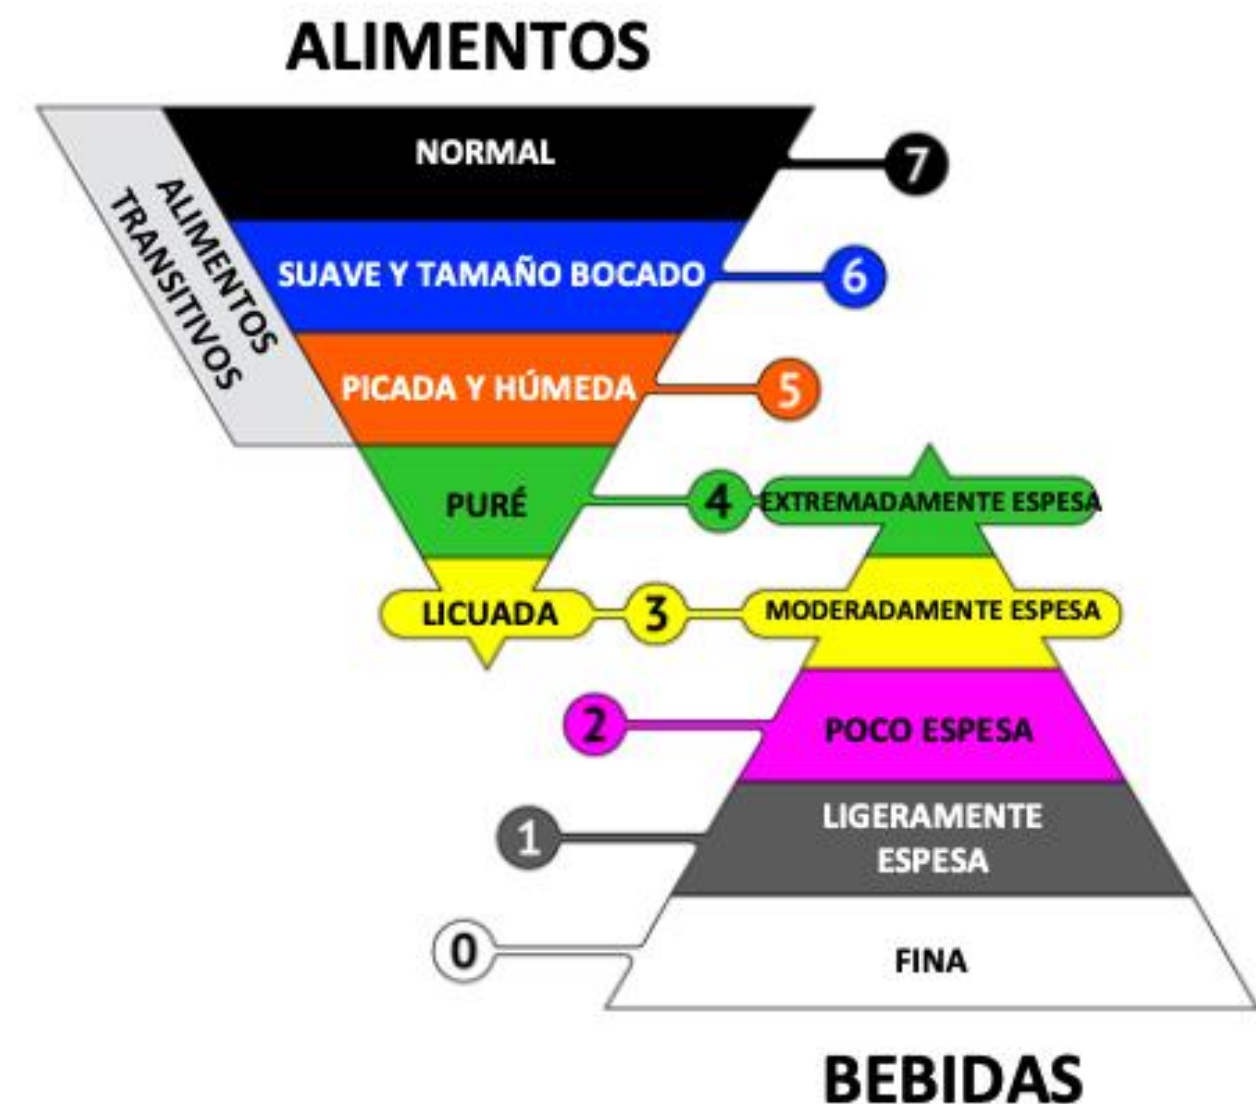 ALIMENTOS
NORMAL
7
ALIMENTOS
TRANSITIVOS
SUAVE Y TAMAÑO BOCADO
6
PICADA Y HÚMEDA
5
PURÉ
4
EXTREMADAMENTE ESPESA
LICUADA
3
MODERADAMENTE ESPESA
2
POCO ESPESA
1
LIGERAMENTE
ESPESA
0
FINA
BEBIDAS